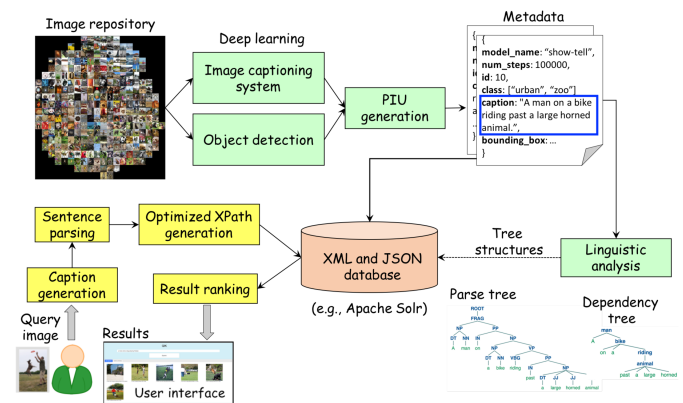 Image repository
Deep learning
Image captioning
system
Object detection
PIU
generation
Metadata
{
{
model_name: “show-tell”,
num_steps: 100000,
id: 10,
class: [“urban”, “zoo”]
caption: "A man on a bike
riding past a large horned
animal.",
bounding_box: ...
}
Sentence
parsing
Optimized XPath
generation
Caption
generation
Result ranking
XML and JSON
database
(e.g., Apache Solr)
Tree
structures
Linguistic
analysis
Query
image
Results
User interface
Parse tree
ROOT
FRAG
NP PP
DT NN IN NP
A man on NP VP
DT NN VBG PP
a bike riding IN NP
past DT JJ JJ
a large horned animal
Dependency
tree
man
A bike
on a riding
animal
past a large horned